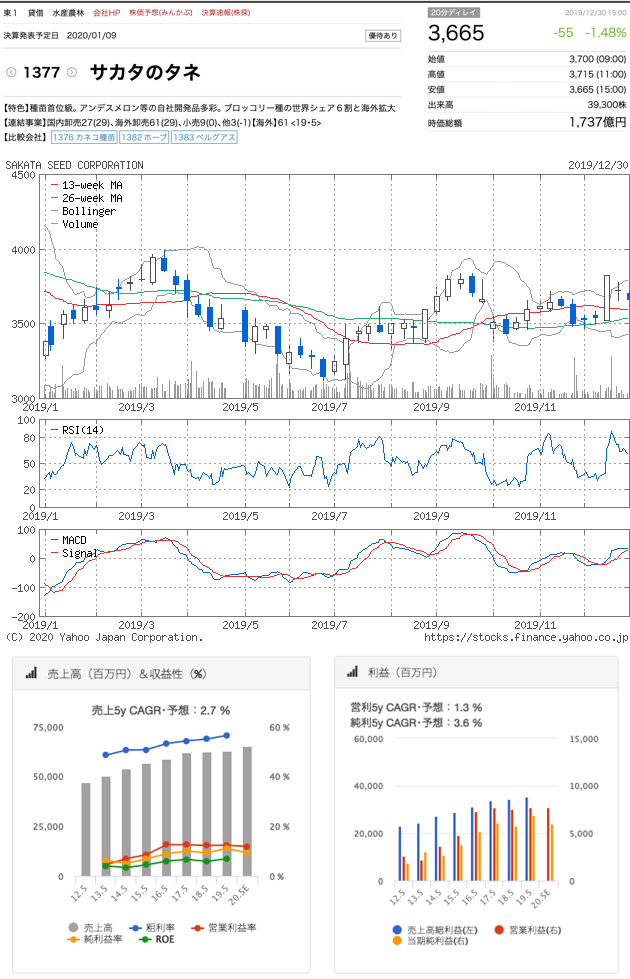 東1 貸借 水産農林 会社HP 株価予想(みんかぶ) 決算速報(株探)
20分ディレイ 2019/12/30 15:00
決算発表予定日 2020/01/09 優待あり
3,665 -55 -1.48%
始値 3,700 (09:00)
高値 3,715 (11:00)
安値 3,665 (15:00)
出来高 39,300株
時価総額 1,737億円
1377 サカタのタネ
【特色】種苗首位級。アンデスメロン等の自社開発品多彩。ブロッコリー種の世界シェア6割と海外拡大
【連結事業】国内卸売27(29)、海外卸売61(29)、小売9(0)、他3(-1)【海外】61 <19・5>
【比較会社】 1376 カネコ種苗 1382 ホーブ 1383 ベルグアス
SAKATA SEED CORPORATION 2019/12/30
4500
4000
3500
3000
13-week MA
26-week MA
Bollinger
Volume
2019/1 2019/3 2019/5 2019/7 2019/9 2019/11
100
80
50
20
0
RSI(14)
2019/1 2019/3 2019/5 2019/7 2019/9 2019/11
100
0
-100
-200
MACD
Signal
2019/1 2019/3 2019/5 2019/7 2019/9 2019/11
(C) 2020 Yahoo Japan Corporation. https://stocks.finance.yahoo.co.jp
売上高（百万円）＆収益性（%）
売上5y CAGR・予想：2.7 %
75,000
50,000
25,000
0
60 %
40 %
20 %
0 %
12.5 13.5 14.5 15.5 16.5 17.5 18.5 19.5 20.5E
売上高 粗利率 営業利益率
純利益率 ROE
利益（百万円）
営利5y CAGR・予想：1.3 %
純利5y CAGR・予想：3.6 %
60,000
40,000
20,000
0
15,000
10,000
5,000
0
12.5 13.5 14.5 15.5 16.5 17.5 18.5 19.5 20.5E
売上高総利益(左) 営業利益(右)
当期純利益(右)